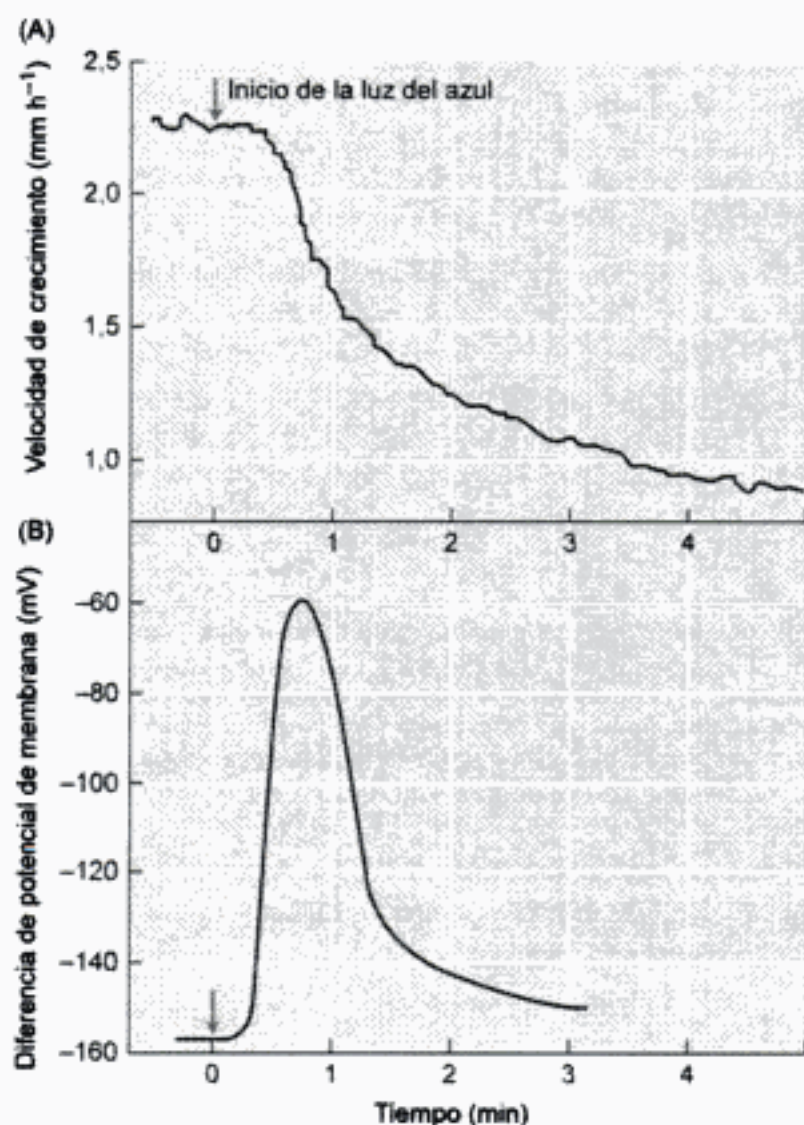 (A)
Velocidad de crecimiento (mm h⁻¹)
2,5
2,0
1,5
1,0
Inicio de la luz del azul
0 1 2 3 4
(B)
Diferencia de potencial de membrana (mV)
−60
−80
−100
−120
−140
−160
0 1 2 3 4
Tiempo (min)